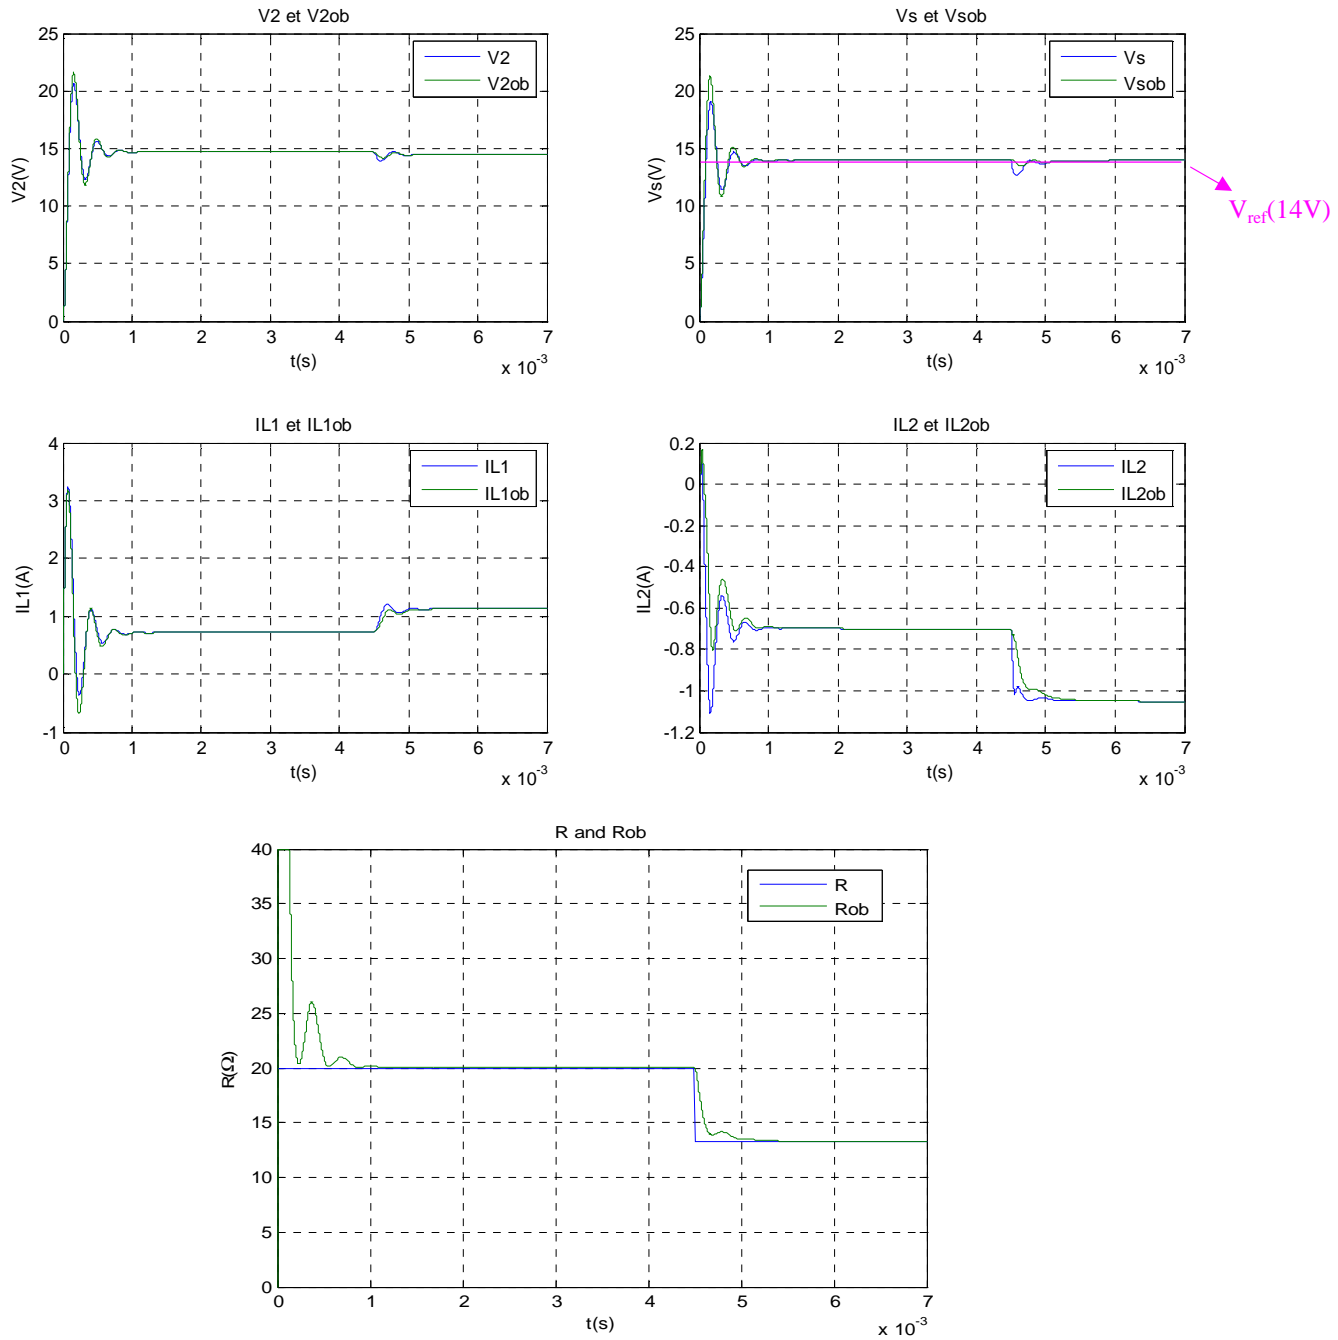 V2 et V2ob
25
20
15
10
5
0
V2(V)
V2
V2ob
0 1 2 3 4 5 6 7
t(s)
x 10-3
Vs et Vsob
25
20
15
10
5
0
Vs(V)
Vs
Vsob
0 1 2 3 4 5 6 7
t(s)
x 10-3
Vref(14V)
IL1 et IL1ob
4
3
2
1
0
-1
IL1(A)
IL1
IL1ob
0 1 2 3 4 5 6 7
t(s)
x 10-3
IL2 et IL2ob
0.2
0
-0.2
-0.4
-0.6
-0.8
-1
-1.2
IL2(A)
IL2
IL2ob
0 1 2 3 4 5 6 7
t(s)
x 10-3
R and Rob
40
35
30
25
20
15
10
5
0
R(Ω)
R
Rob
0 1 2 3 4 5 6 7
t(s)
x 10-3